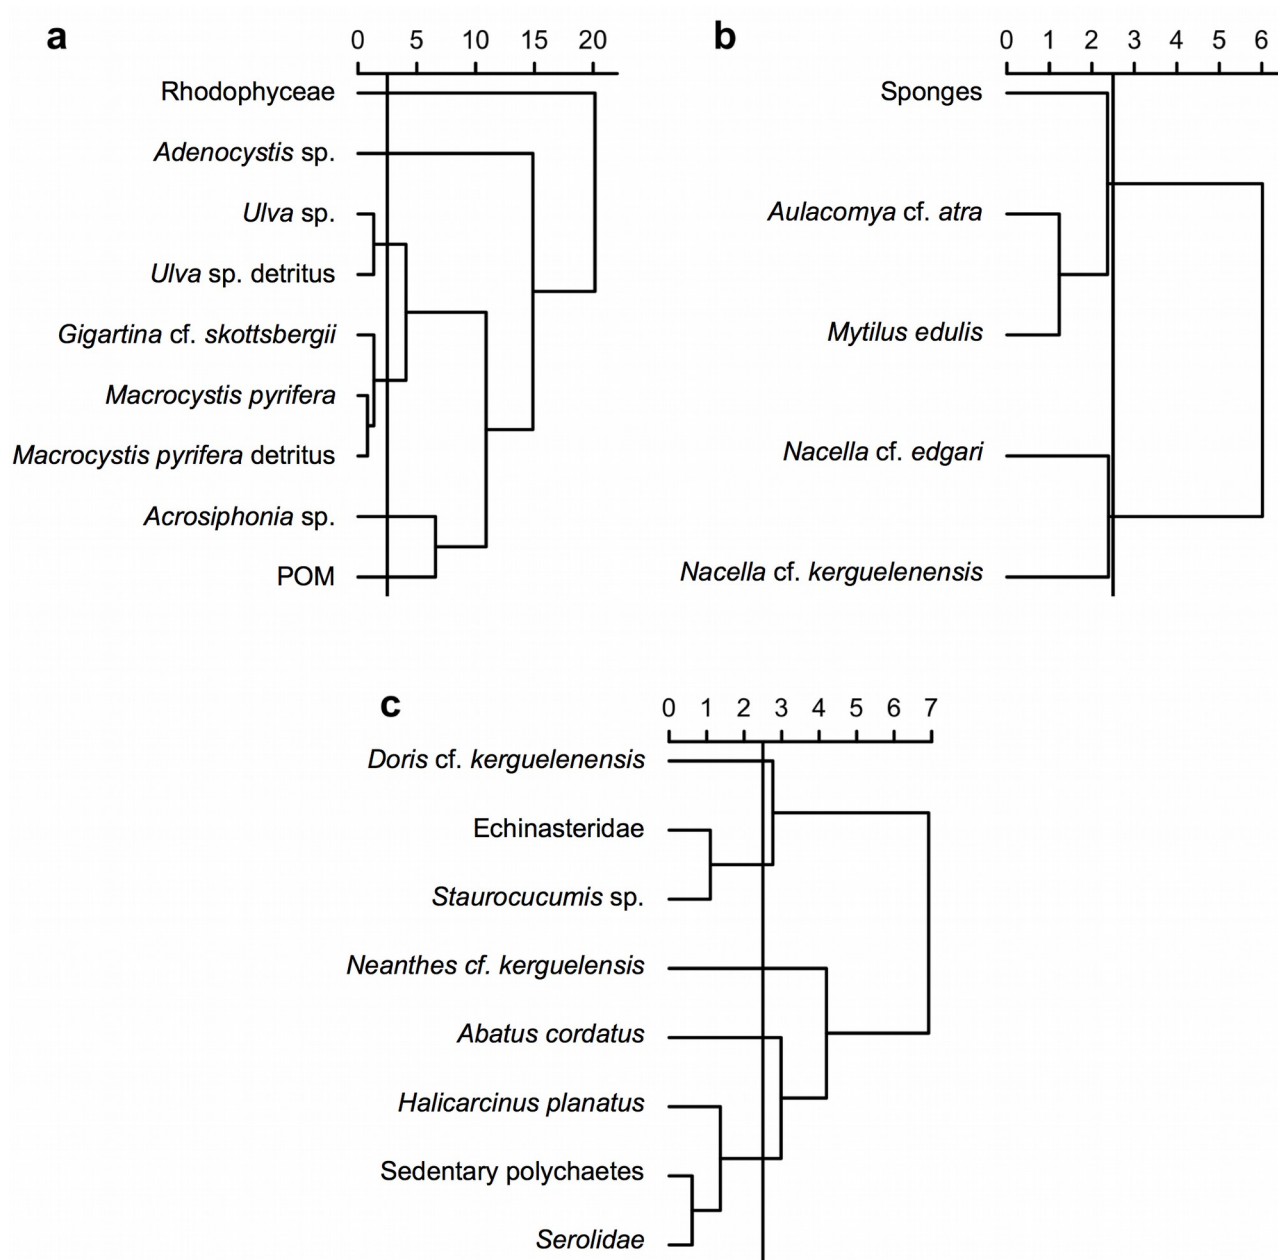 a
0 5 10 15 20
Rhodophyceae
Adenocystis sp.
Ulva sp.
Ulva sp. detritus
Gigartina cf. skottsbergii
Macrocystis pyrifera
Macrocystis pyrifera detritus
Acrosiphonia sp.
POM
b
0 1 2 3 4 5 6
Sponges
Aulacomya cf. atra
Mytilus edulis
Nacella cf. edgari
Nacella cf. kerguelenensis
c
0 1 2 3 4 5 6 7
Doris cf. kerguelenensis
Echinasteridae
Staurocucumis sp.
Neanthes cf. kerguelensis
Abatus cordatus
Halicarcinus planatus
Sedentary polychaetes
Serolidae